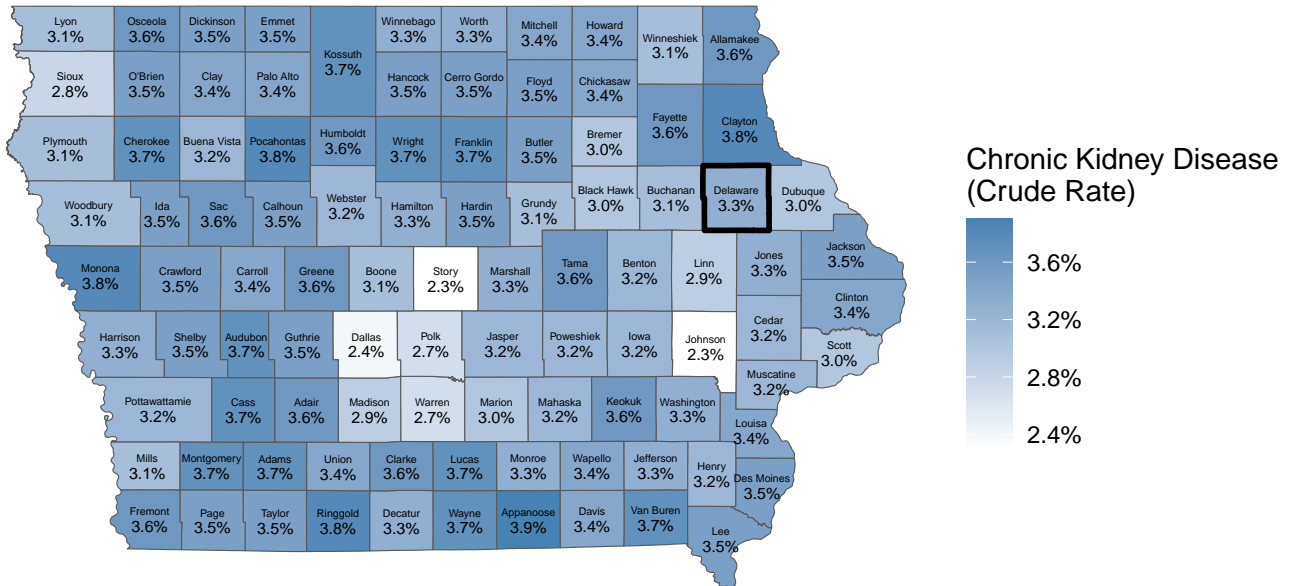 Lyon
3.1%
Osceola
3.6%
Dickinson
3.5%
Emmet
3.5%
Kossuth
3.7%
Winnebago
3.3%
Worth
3.3%
Mitchell
3.4%
Howard
3.4%
Winneshiek
3.1%
Allamakee
3.6%
Sioux
2.8%
O'Brien
3.5%
Clay
3.4%
Palo Alto
3.4%
Hancock
3.5%
Cerro Gordo
3.5%
Floyd
3.5%
Chickasaw
3.4%
Fayette
3.6%
Clayton
3.8%
Plymouth
3.1%
Cherokee
3.7%
Buena Vista
3.2%
Pocahontas
3.8%
Humboldt
3.6%
Wright
3.7%
Franklin
3.7%
Butler
3.5%
Bremer
3.0%
Woodbury
3.1%
Ida
3.5%
Sac
3.6%
Calhoun
3.5%
Webster
3.2%
Hamilton
3.3%
Hardin
3.5%
Grundy
3.1%
Black Hawk
3.0%
Buchanan
3.1%
Delaware
3.3%
Dubuque
3.0%
Monona
3.8%
Crawford
3.5%
Carroll
3.4%
Greene
3.6%
Boone
3.1%
Story
2.3%
Marshall
3.3%
Tama
3.6%
Benton
3.2%
Linn
2.9%
Jones
3.3%
Jackson
3.5%
Clinton
3.4%
Harrison
3.3%
Shelby
3.5%
Audubon
3.7%
Guthrie
3.5%
Dallas
2.4%
Polk
2.7%
Jasper
3.2%
Poweshiek
3.2%
Iowa
3.2%
Johnson
2.3%
Cedar
3.2%
Scott
3.0%
Muscatine
3.2%
Pottawattamie
3.2%
Cass
3.7%
Adair
3.6%
Madison
2.9%
Warren
2.7%
Marion
3.0%
Mahaska
3.2%
Keokuk
3.6%
Washington
3.3%
Louisa
3.4%
Mills
3.1%
Montgomery
3.7%
Adams
3.7%
Union
3.4%
Clarke
3.6%
Lucas
3.7%
Monroe
3.3%
Wapello
3.4%
Jefferson
3.3%
Henry
3.2%
Des Moines
3.5%
Fremont
3.6%
Page
3.5%
Taylor
3.5%
Ringgold
3.8%
Decatur
3.3%
Wayne
3.7%
Appanoose
3.9%
Davis
3.4%
Van Buren
3.7%
Lee
3.5%
Chronic Kidney Disease
(Crude Rate)
3.6%
3.2%
2.8%
2.4%